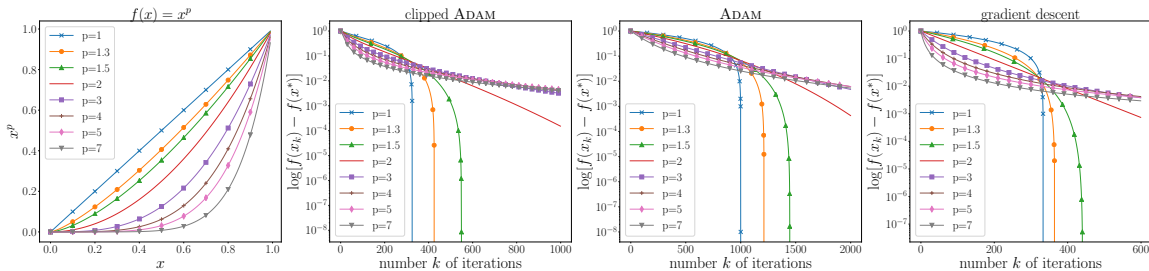 f(x) = x^p
1.0
0.8
0.6
0.4
0.2
0.0
x^p
p=1
p=1.3
p=1.5
p=2
p=3
p=4
p=5
p=7
0.0 0.2 0.4 0.6 0.8 1.0
x
clipped ADAM
10^0
10^-1
10^-2
10^-3
10^-4
10^-5
10^-6
10^-7
10^-8
log[f(x_k) − f(x*)]
p=1
p=1.3
p=1.5
p=2
p=3
p=4
p=5
p=7
0 200 400 600 800 1000
number k of iterations
ADAM
10^0
10^-1
10^-2
10^-3
10^-4
10^-5
10^-6
10^-7
10^-8
log[f(x_k) − f(x*)]
p=1
p=1.3
p=1.5
p=2
p=3
p=4
p=5
p=7
0 500 1000 1500 2000
number k of iterations
gradient descent
10^0
10^-1
10^-2
10^-3
10^-4
10^-5
10^-6
10^-7
log[f(x_k) − f(x*)]
p=1
p=1.3
p=1.5
p=2
p=3
p=4
p=5
p=7
0 200 400 600
number k of iterations